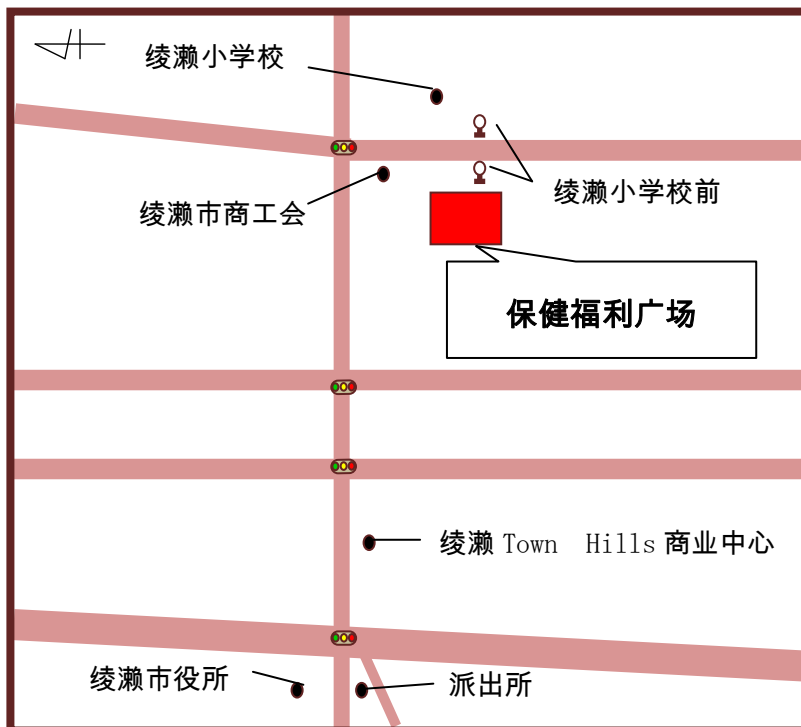 绫濑小学校
绫濑市商工会
绫濑小学校前
保健福利广场
绫濑 Town Hills 商业中心
绫濑市役所
派出所